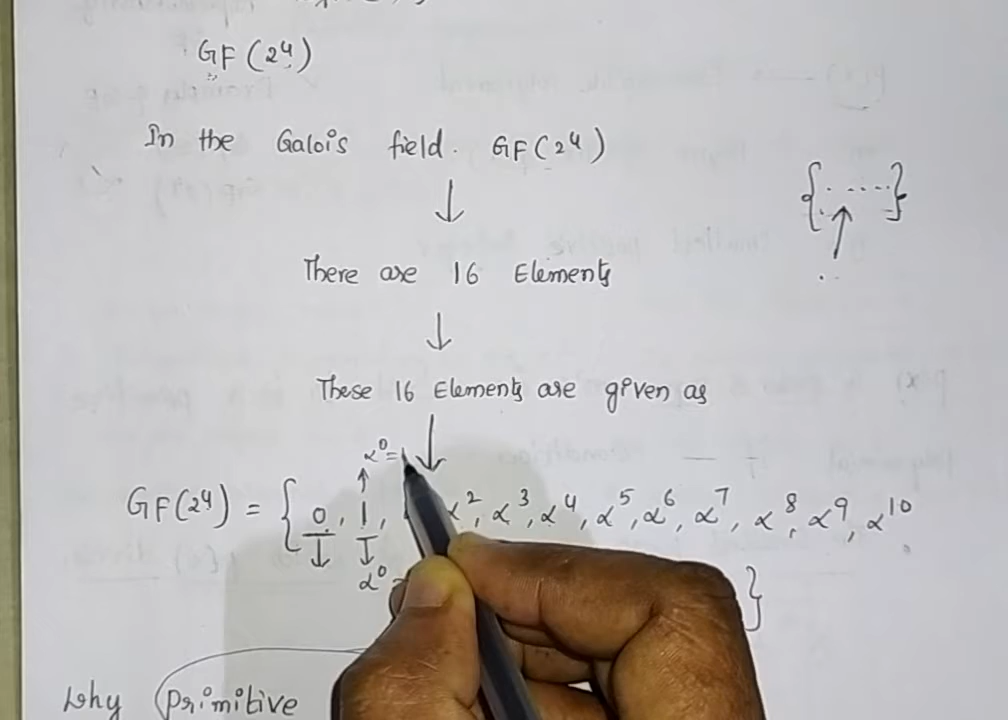 GF(2⁴)
In the Galois field. GF(2⁴)
↓
{.....}
There are 16 Elements
↓
These 16 Elements are given as
↓
α⁰=1
GF(2⁴) = { 0, 1, α², α³, α⁴, α⁵, α⁶, α⁷, α⁸, α⁹, α¹⁰
α⁰= }
Why Primitive